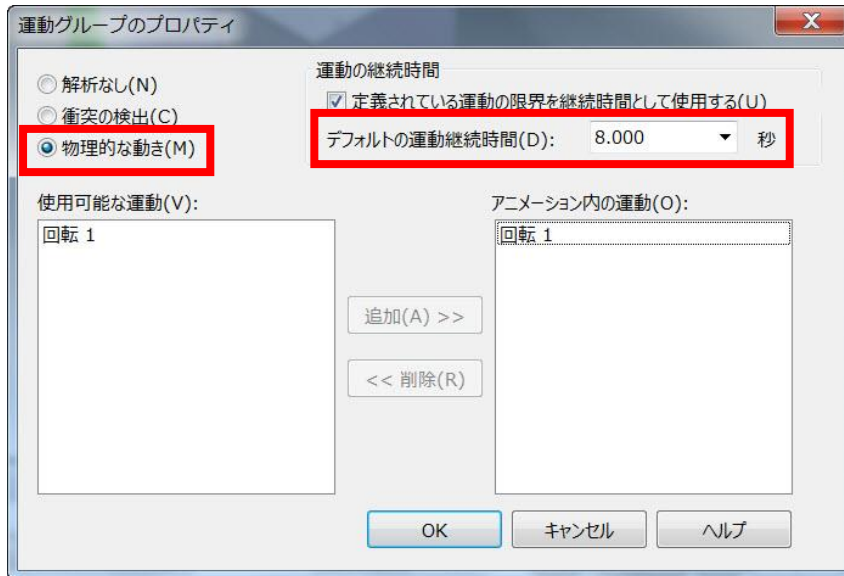 運動グループのプロパティ
解析なし(N)
衝突の検出(C)
物理的な動き(M)
運動の継続時間
定義されている運動の限界を継続時間として使用する(U)
デフォルトの運動継続時間(D): 8.000 秒
使用可能な運動(V):
回転 1
追加(A) >>
<< 削除(R)
アニメーション内の運動(O):
回転 1
OK キャンセル ヘルプ